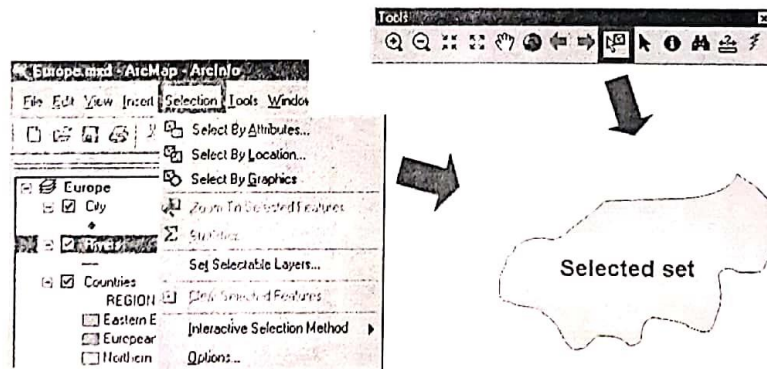 Tools
Europe.mxd - ArcMap - ArcInfo
File Edit View Insert Selection Tools Window
Select By Attributes...
Select By Location...
Select By Graphics
Zoom To Selected Features
Statistics
Set Selectable Layers...
Clear Selected Features
Interactive Selection Method
Options...
Europe
City
Rivers
Countries
REGION
Eastern E
European
Northern
Selected set